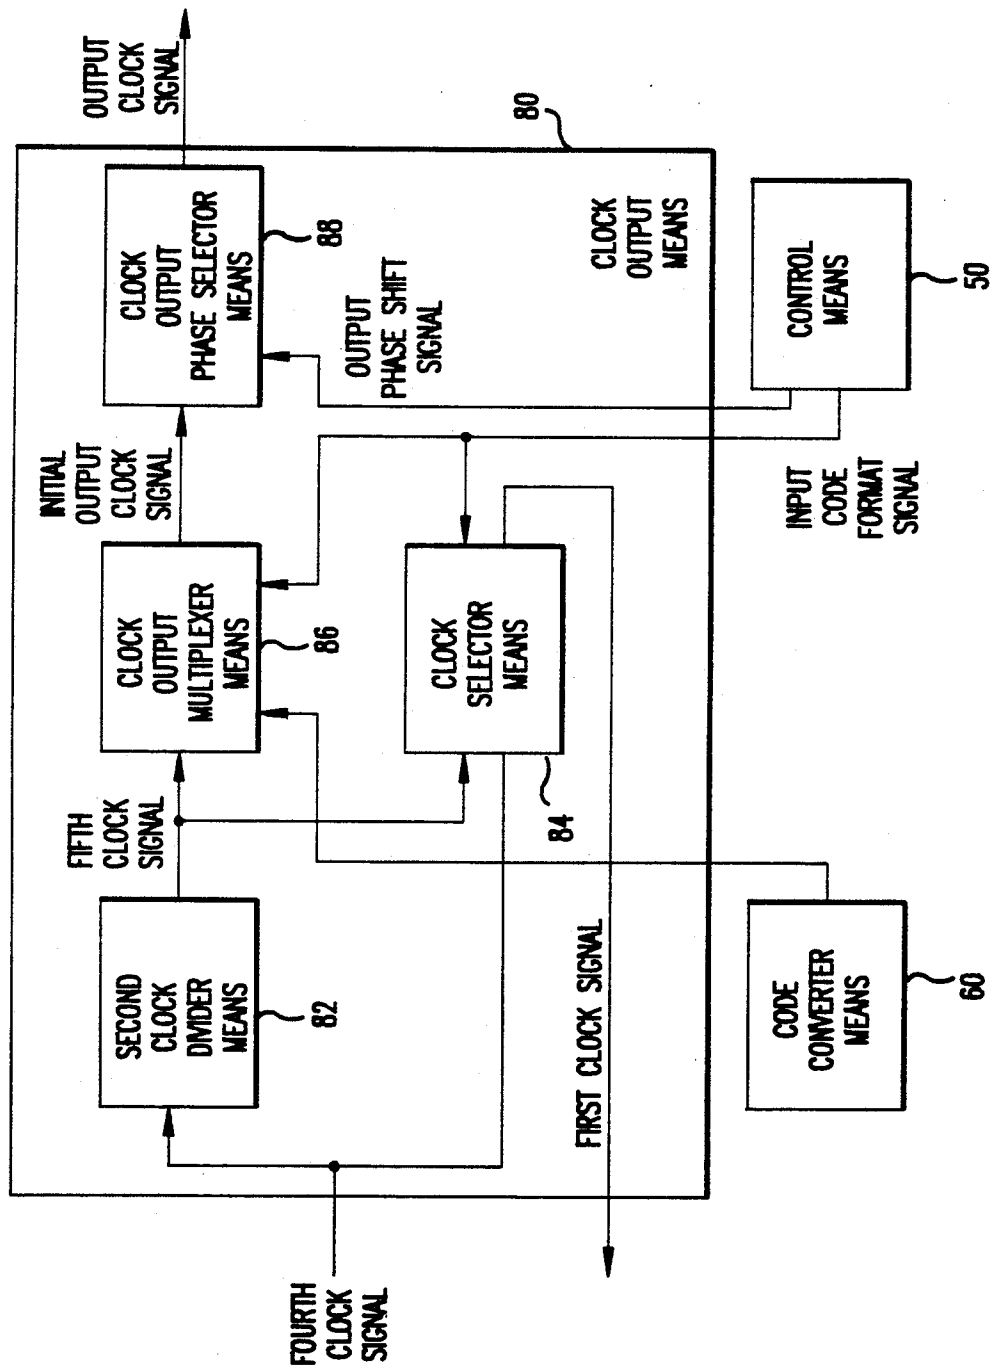 OUTPUT
CLOCK
SIGNAL
CLOCK
OUTPUT
PHASE SELECTOR
MEANS
88
INITIAL
OUTPUT
CLOCK
SIGNAL
CLOCK
OUTPUT
MULTIPLEXER
MEANS
86
FIFTH
CLOCK
SIGNAL
SECOND
CLOCK
DIVIDER
MEANS
82
FOURTH
CLOCK
SIGNAL
OUTPUT
PHASE SHIFT
SIGNAL
CLOCK
SELECTOR
MEANS
84
FIRST CLOCK SIGNAL
CLOCK
OUTPUT
MEANS
80
CONTROL
MEANS
50
INPUT
CODE
FORMAT
SIGNAL
CODE
CONVERTER
MEANS
60